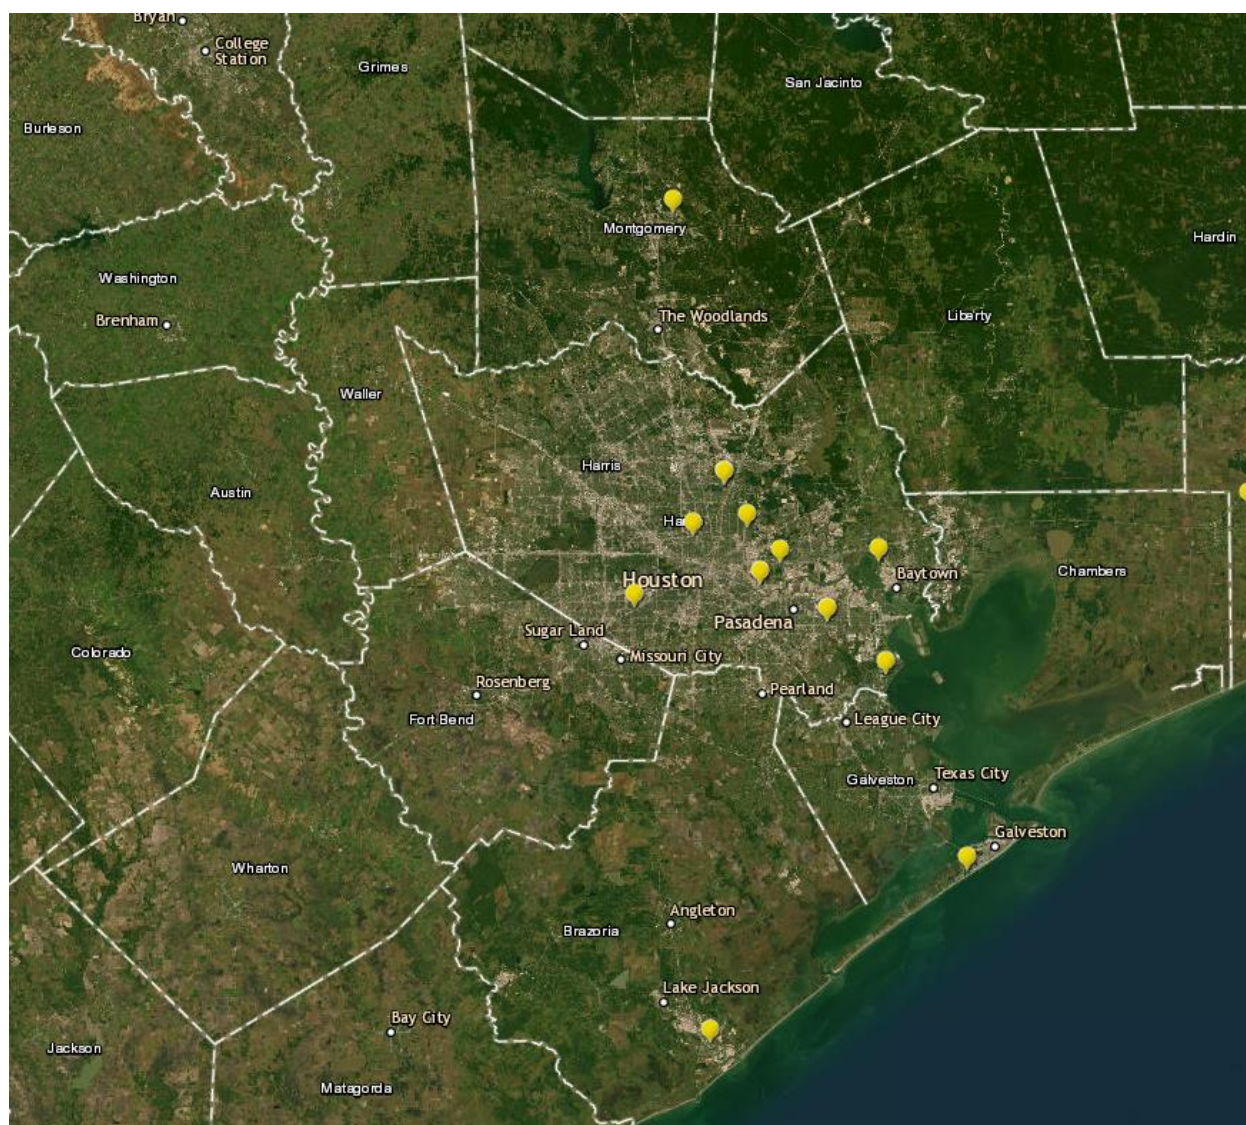 Bryan
College
Station
Grimes
San Jacinto
Burleson
Montgomery
Hardin
Washington
Brenham
The Woodlands
Liberty
Waller
Harris
Austin
Ha
Houston
Baytown
Chambers
Pasadena
Sugar Land
Missouri City
Colorado
Rosenberg
Pearland
Fort Bend
League City
Galveston
Texas City
Galveston
Wharton
Angleton
Brazoria
Lake Jackson
Bay City
Jackson
Matagorda